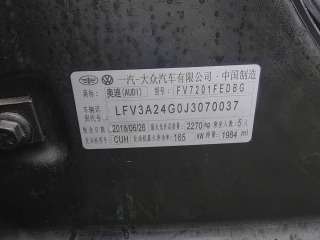 一汽-大众汽车有限公司·中国制造
品牌：奥迪(AUDI) 型号：FV7201FEDBG
车辆识别代号 LFV3A24G0J3070037
制造年月：2018/06/26 最大允许总质量：2270kg 乘坐人数：5人
发动机型号：CUH 发动机最大净功率：165 kW 排量：1984 ml